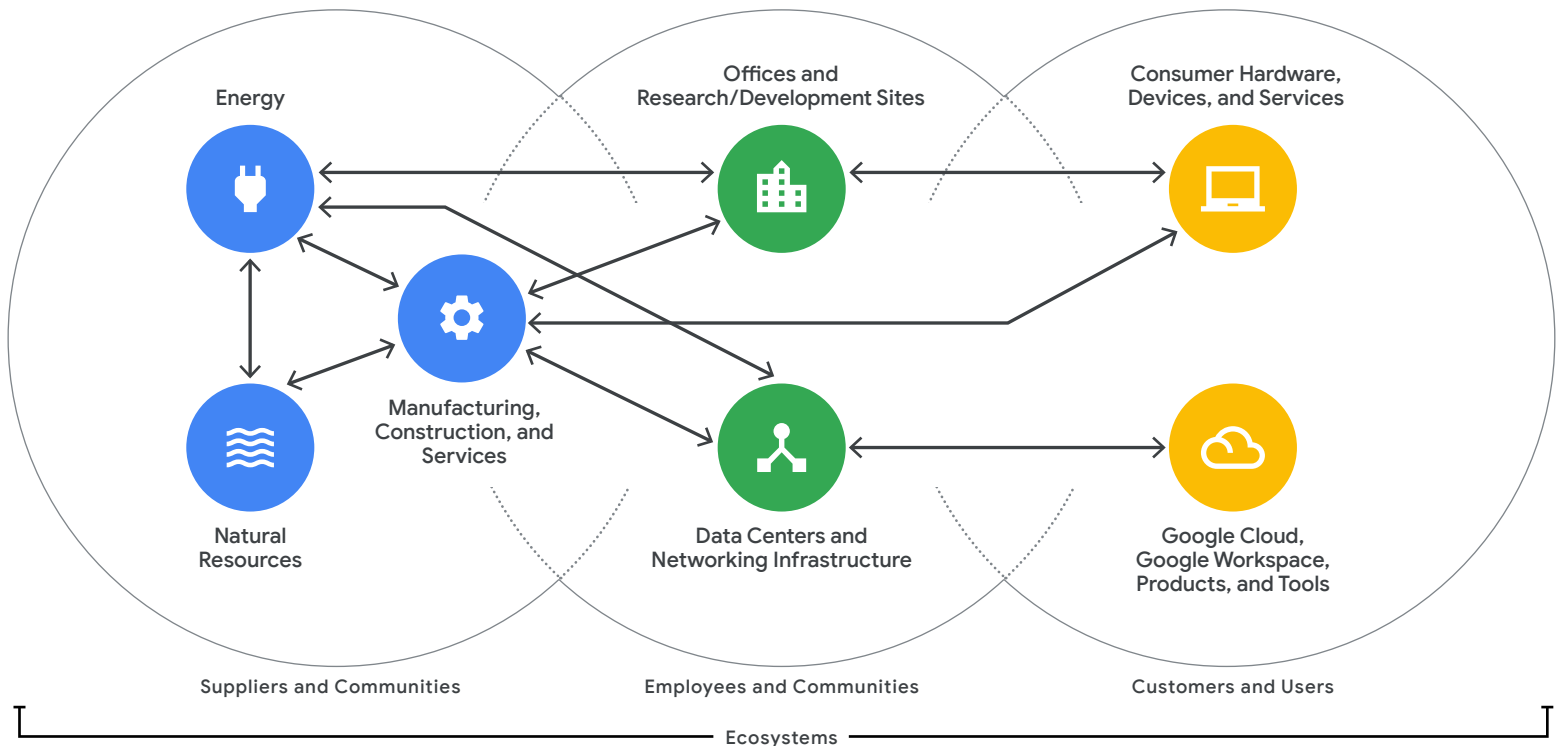 Energy
Offices and
Research/Development Sites
Consumer Hardware,
Devices, and Services
Manufacturing,
Construction, and
Services
Natural
Resources
Data Centers and
Networking Infrastructure
Google Cloud,
Google Workspace,
Products, and Tools
Suppliers and Communities
Employees and Communities
Customers and Users
Ecosystems